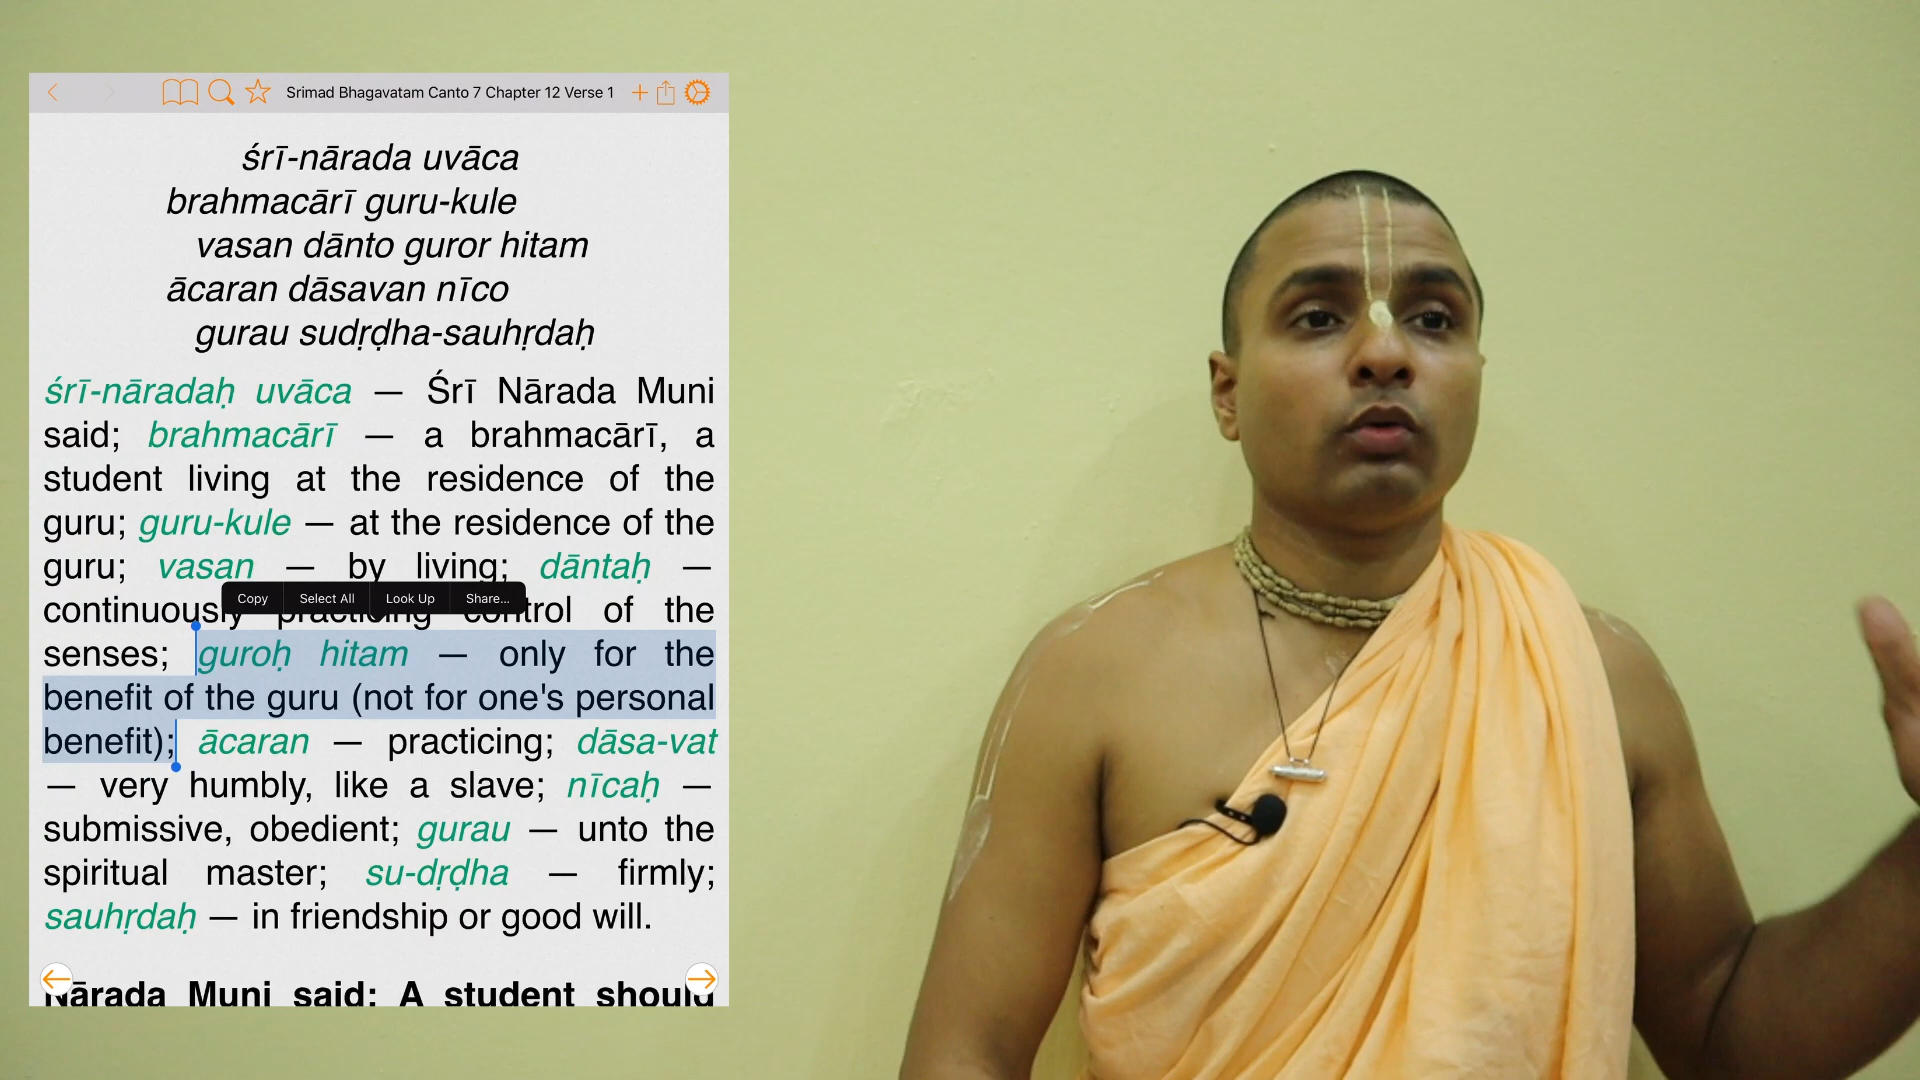 Srimad Bhagavatam Canto 7 Chapter 12 Verse 1
śrī-nārada uvāca
brahmacārī guru-kule
vasan dānto guror hitam
ācaran dāsavan nīco
gurau sudṛḍha-sauhṛdaḥ
śrī-nāradaḥ uvāca — Śrī Nārada Muni
said; brahmacārī — a brahmacārī, a
student living at the residence of the
guru; guru-kule — at the residence of the
guru; vasan — by living; dāntaḥ —
Copy Select All Look Up Share...
continuously practicing control of the
senses; guroḥ hitam — only for the
benefit of the guru (not for one's personal
benefit); ācaran — practicing; dāsa-vat
— very humbly, like a slave; nīcaḥ —
submissive, obedient; gurau — unto the
spiritual master; su-dṛḍha — firmly;
sauhṛdaḥ — in friendship or good will.
Nārada Muni said: A student should